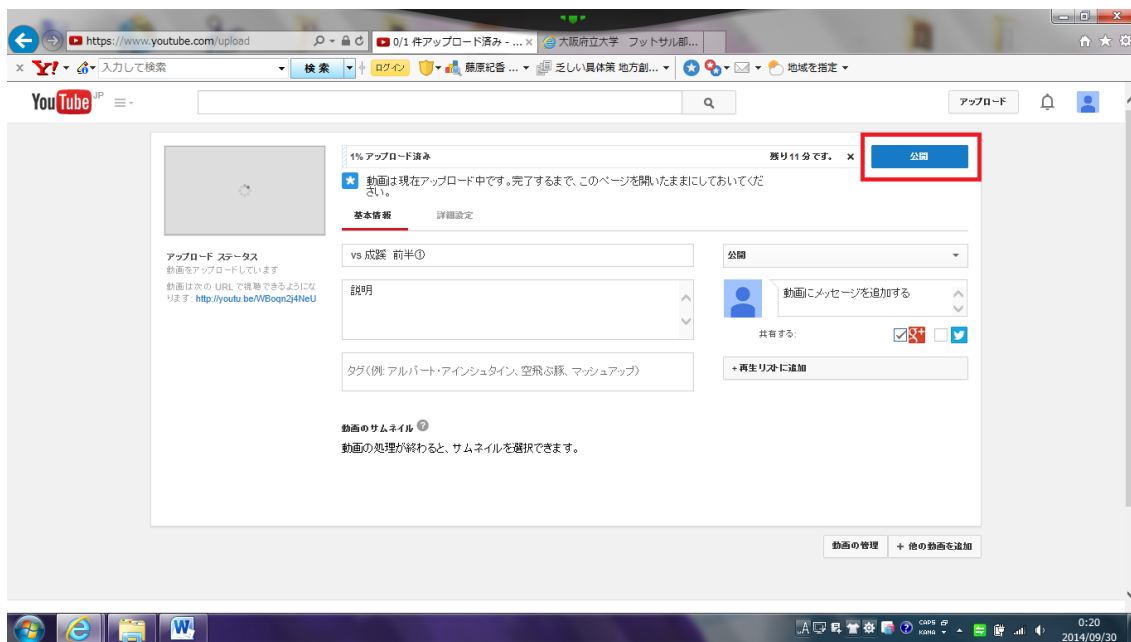 https://www.youtube.com/upload
0/1 件アップロード済み - ...
大阪府立大学 フットサル部...
Y!
入力して検索
検索
ログイン
藤原紀香 ...
乏しい具体策 地方創...
地域を指定
YouTube JP
アップロード
1% アップロード済み
残り 11 分です。
公開
動画は現在アップロード中です。完了するまで、このページを開いたままにしておいてくだ
さい。
基本情報
詳細設定
アップロード ステータス
動画をアップロードしています
動画は次の URL で視聴できるようにな
ります: http://youtu.be/WBoqn2j4NeU
vs 成蹊 前半①
説明
タグ(例: アルバート・アインシュタイン、空飛ぶ豚、マッシュアップ)
公開
動画にメッセージを追加する
共有する:
g+
+ 再生リストに追加
動画のサムネイル ?
動画の処理が終わると、サムネイルを選択できます。
動画の管理
+ 他の動画を追加
A
CAPS
KANA
0:20
2014/09/30